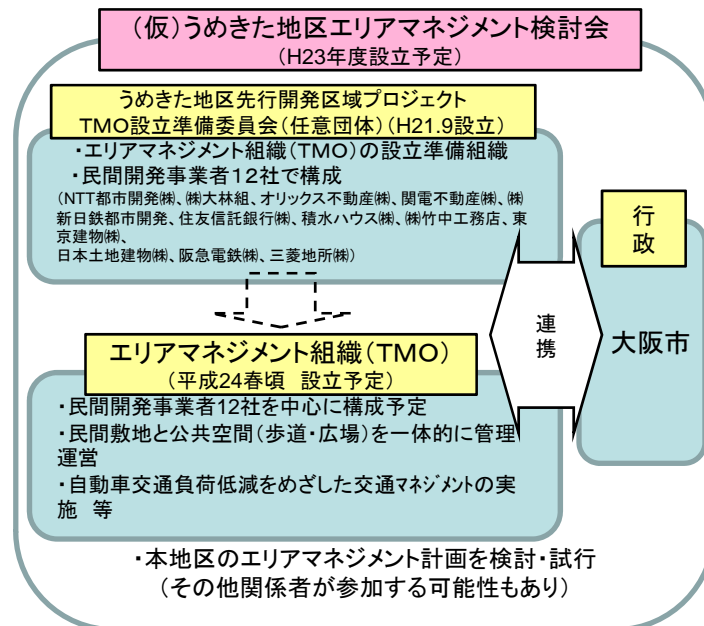 (仮)うめきた地区エリアマネジメント検討会
(H23年度設立予定)
うめきた地区先行開発区域プロジェクト
TMO設立準備委員会(任意団体)(H21.9設立)
・エリアマネジメント組織(TMO)の設立準備組織
・民間開発事業者12社で構成
(NTT都市開発㈱、㈱大林組、オリックス不動産㈱、関電不動産㈱、㈱
新日鉄都市開発、住友信託銀行㈱、積水ハウス㈱、㈱竹中工務店、東
京建物㈱、
日本土地建物㈱、阪急電鉄㈱、三菱地所㈱)
エリアマネジメント組織(TMO)
(平成24春頃 設立予定)
・民間開発事業者12社を中心に構成予定
・民間敷地と公共空間(歩道・広場)を一体的に管理
運営
・自動車交通負荷低減をめざした交通マネジメントの実
施 等
連
携
行
政
大阪市
・本地区のエリアマネジメント計画を検討・試行
(その他関係者が参加する可能性もあり)